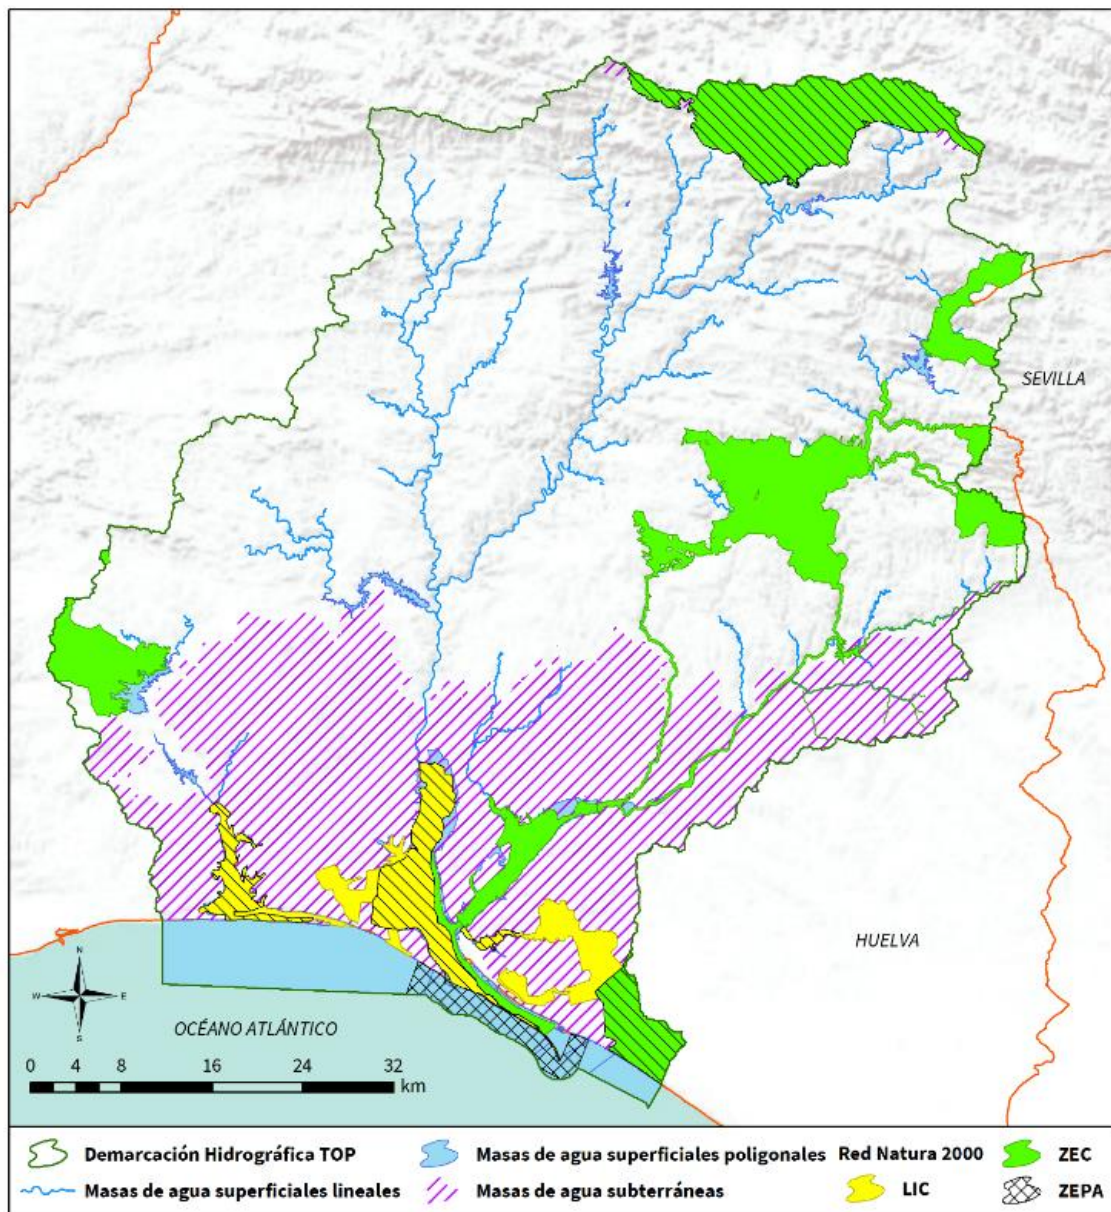 SEVILLA
HUELVA
N
W E
S
OCÉANO ATLÁNTICO
0 4 8 16 24 32
km
Demarcación Hidrográfica TOP Masas de agua superficiales poligonales Red Natura 2000 ZEC
Masas de agua superficiales lineales Masas de agua subterráneas LIC ZEPA